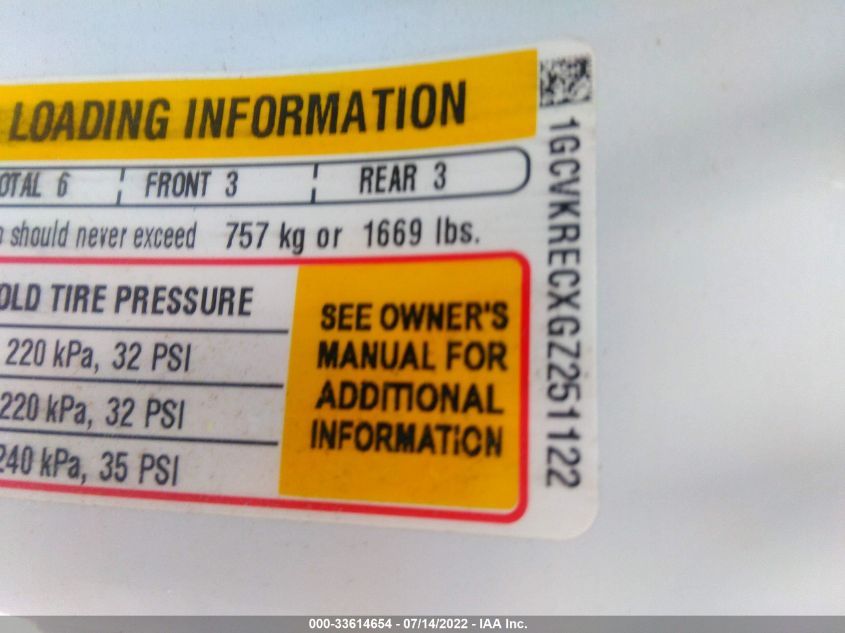 LOADING INFORMATION
OTAL 6 FRONT 3 REAR 3
o should never exceed 757 kg or 1669 lbs.
OLD TIRE PRESSURE
220 kPa, 32 PSI
220 kPa, 32 PSI
240 kPa, 35 PSI
SEE OWNER'S
MANUAL FOR
ADDITIONAL
INFORMATION
1GCVKRECXGZ251122
000-33614654 - 07/14/2022 - IAA Inc.